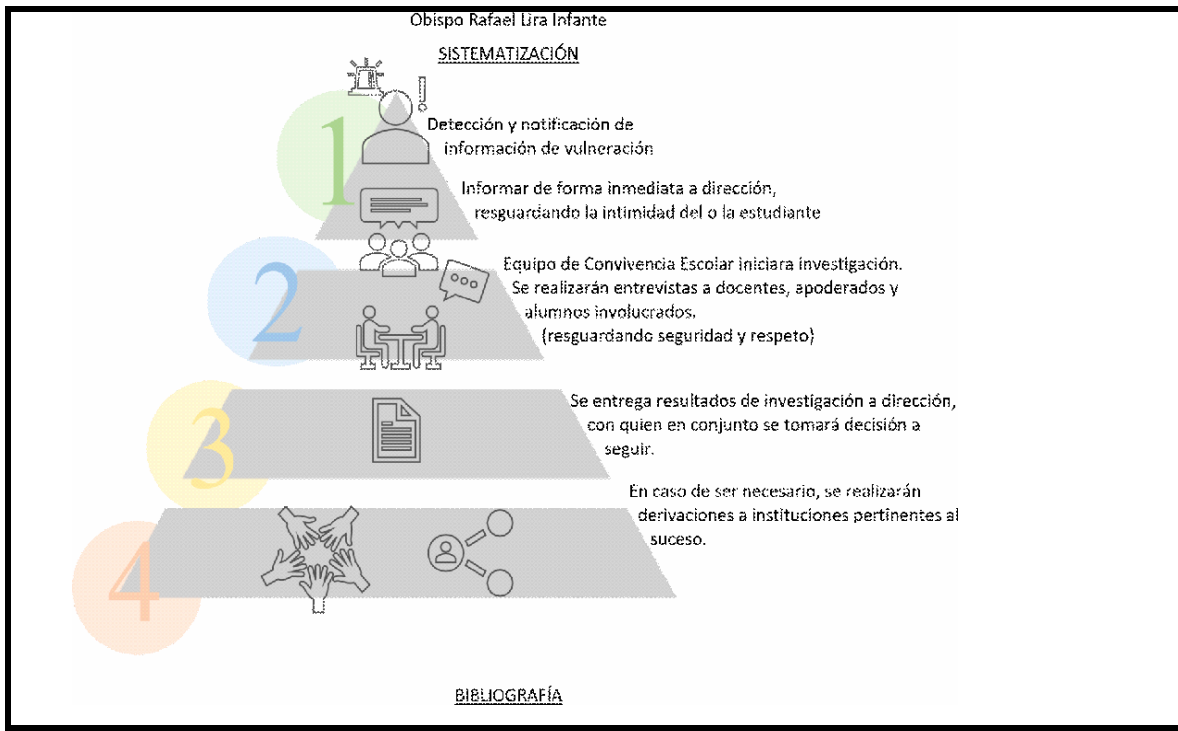 Obispo Rafael Lira Infante
SISTEMATIZACIÓN
1
Detección y notificación de
información de vulneración
Informar de forma inmediata a dirección,
resguardando la intimidad del o la estudiante
2
Equipo de Convivencia Escolar iniciara investigación.
Se realizarán entrevistas a docentes, apoderados y
alumnos involucrados.
(resguardando seguridad y respeto)
3
Se entrega resultados de investigación a dirección,
con quien en conjunto se tomará decisión a
seguir.
4
En caso de ser necesario, se realizarán
derivaciones a instituciones pertinentes al
suceso.
BIBLIOGRAFÍA